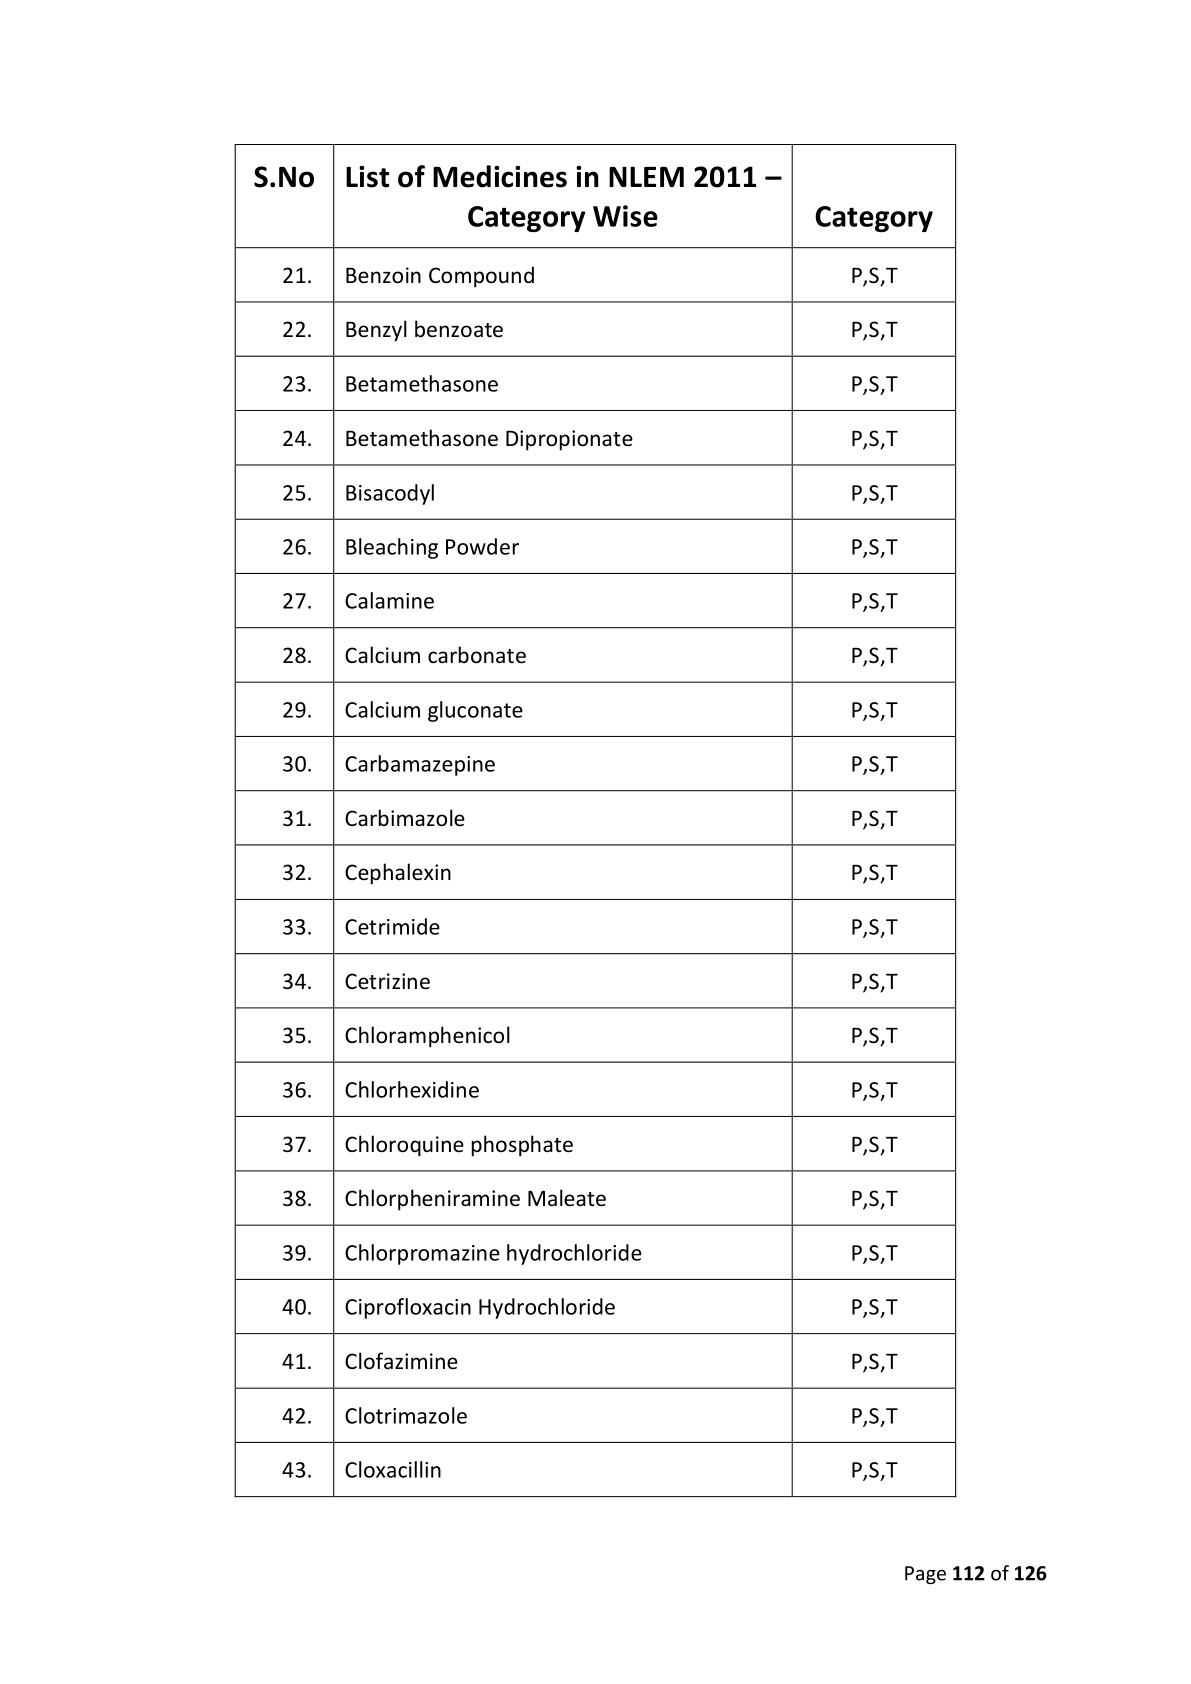 S.No List of Medicines in NLEM 2011 –
Category Wise Category
21. Benzoin Compound P,S,T
22. Benzyl benzoate P,S,T
23. Betamethasone P,S,T
24. Betamethasone Dipropionate P,S,T
25. Bisacodyl P,S,T
26. Bleaching Powder P,S,T
27. Calamine P,S,T
28. Calcium carbonate P,S,T
29. Calcium gluconate P,S,T
30. Carbamazepine P,S,T
31. Carbimazole P,S,T
32. Cephalexin P,S,T
33. Cetrimide P,S,T
34. Cetrizine P,S,T
35. Chloramphenicol P,S,T
36. Chlorhexidine P,S,T
37. Chloroquine phosphate P,S,T
38. Chlorpheniramine Maleate P,S,T
39. Chlorpromazine hydrochloride P,S,T
40. Ciprofloxacin Hydrochloride P,S,T
41. Clofazimine P,S,T
42. Clotrimazole P,S,T
43. Cloxacillin P,S,T
Page 112 of 126